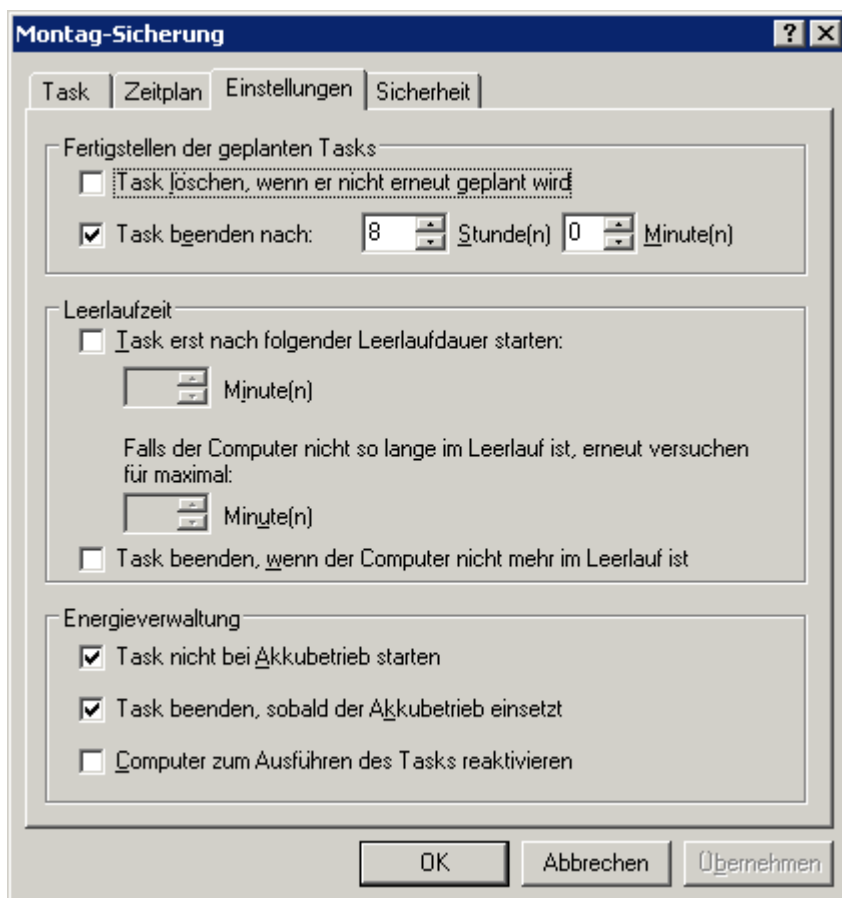 Montag-Sicherung
Task Zeitplan Einstellungen Sicherheit
Fertigstellen der geplanten Tasks
Task löschen, wenn er nicht erneut geplant wird
Task beenden nach: 8 Stunde(n) 0 Minute(n)
Leerlaufzeit
Task erst nach folgender Leerlaufdauer starten:
Minute(n)
Falls der Computer nicht so lange im Leerlauf ist, erneut versuchen
für maximal:
Minute(n)
Task beenden, wenn der Computer nicht mehr im Leerlauf ist
Energieverwaltung
Task nicht bei Akkubetrieb starten
Task beenden, sobald der Akkubetrieb einsetzt
Computer zum Ausführen des Tasks reaktivieren
OK Abbrechen Übernehmen